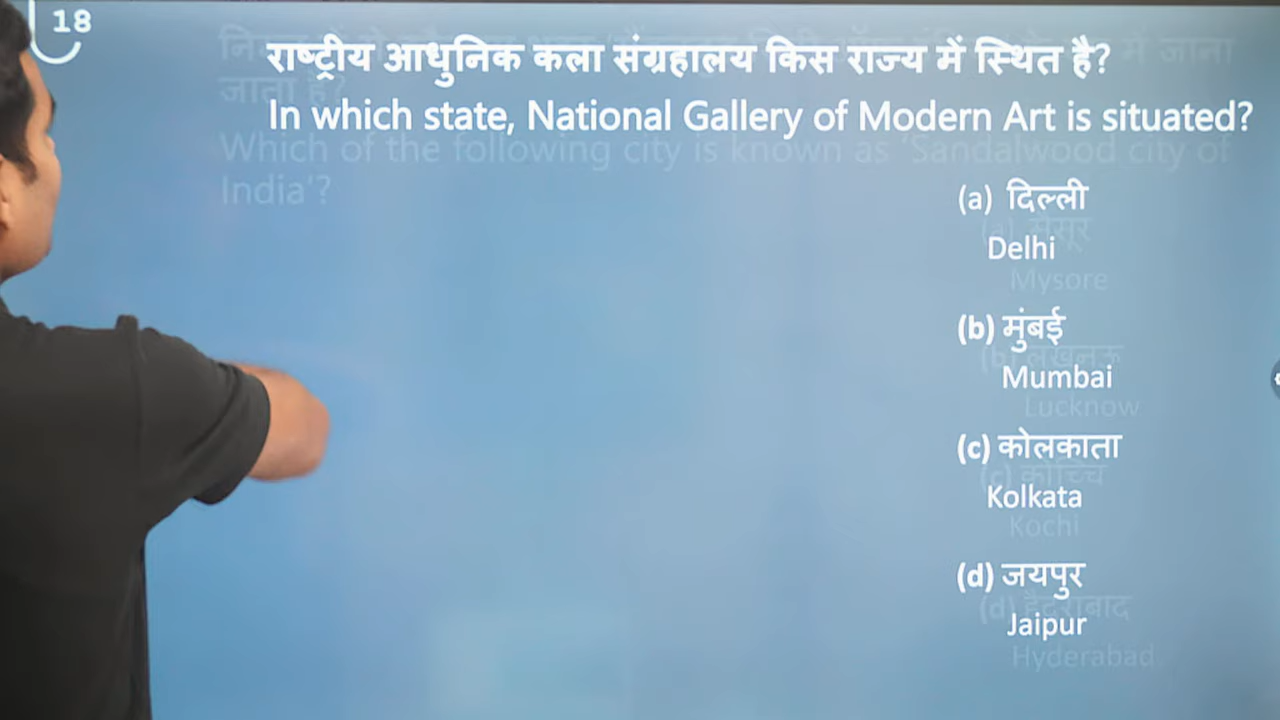 18
राष्ट्रीय आधुनिक कला संग्रहालय किस राज्य में स्थित है?
In which state, National Gallery of Modern Art is situated?
जाता है?
Which of the following city is known as 'Sandalwood city of
India'?
(a) दिल्ली
Delhi
(a) मैसूर
Mysore
(b) मुंबई
Mumbai
(b) लखनऊ
Lucknow
(c) कोलकाता
Kolkata
(c) कोच्चि
Kochi
(d) जयपुर
Jaipur
(d) हैदराबाद
Hyderabad